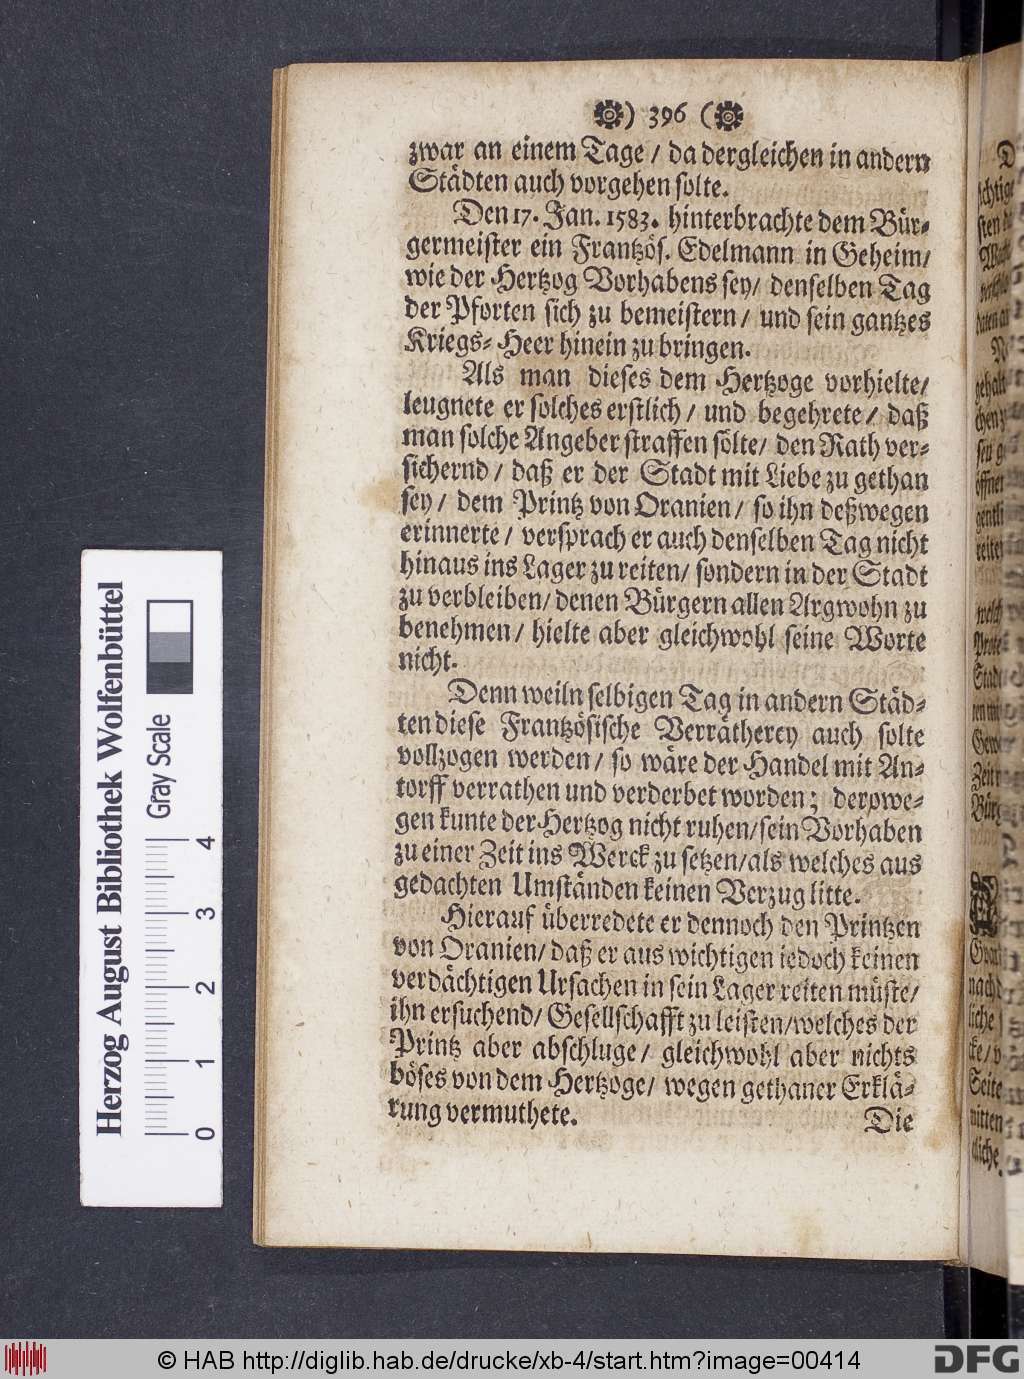 ) 396 (
zwar an einem Tage / da dergleichen in andern
Städten auch vorgehen solte.
Den 17. Jan. 1583. hinterbrachte dem Bür-
germeister ein Frantzös. Edelmann in Geheim/
wie der Hertzog Vorhabens sey/ denselben Tag
der Pforten sich zu bemeistern/ und sein gantzes
Kriegs-Heer hinein zu bringen.
Als man dieses dem Hertzoge vorhielte/
leugnete er solches erstlich / und begehrete / daß
man solche Angeber straffen sölte/ den Rath ver-
sichernd / daß er der Stadt mit Liebe zu gethan
sey / dem Printz von Oranien / so ihn deßwegen
erinnerte / versprach er auch denselben Tag nicht
hinaus ins Lager zu reiten/ sondern in der Stadt
zu verbleiben/ denen Bürgern allen Argwohn zu
benehmen / hielte aber gleichwohl seine Worte
nicht.
Denn weiln selbigen Tag in andern Städ-
ten diese Frantzösische Verrätherey auch solte
vollzogen werden / so wäre der Handel mit An-
torff verrathen und verderbet worden; derowe-
gen kunte der Hertzog nicht ruhen/sein Vorhaben
zu einer Zeit ins Werck zu setzen/als welches aus
gedachten Umständen keinen Verzug litte.
Hierauf überredete er dennoch den Printzen
von Oranien/ daß er aus wichtigen iedoch keinen
verdächtigen Ursachen in sein Lager reiten müste/
ihn ersuchend/ Gesellschafft zu leisten/welches der
Printz aber abschluge/ gleichwohl aber nichts
böses von dem Hertzoge/ wegen gethaner Erklä-
rung vermuthete.
Die
Herzog August Bibliothek Wolfenbüttel
Gray Scale
0 1 2 3 4
© HAB http://diglib.hab.de/drucke/xb-4/start.htm?image=00414
DFG